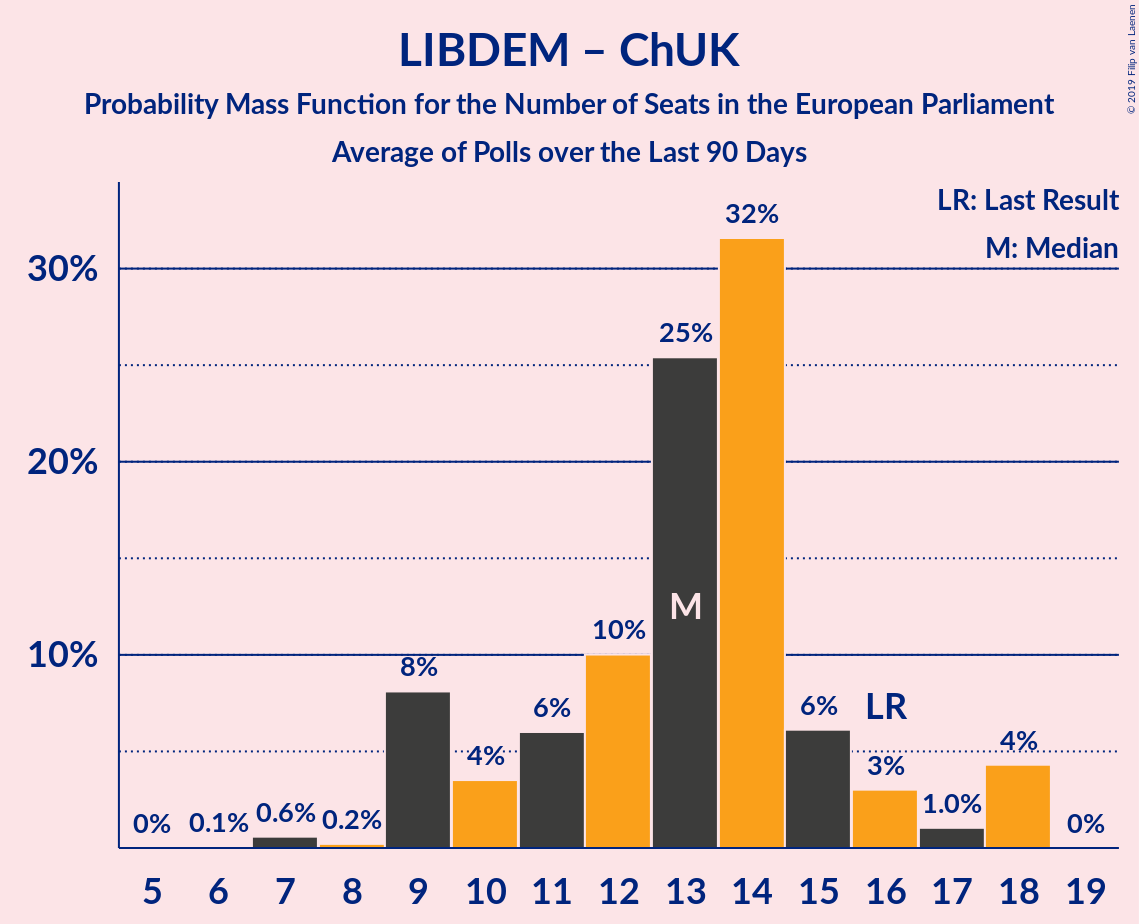 © 2019 Filip van Laenen
LIBDEM – ChUK
Probability Mass Function for the Number of Seats in the European Parliament
Average of Polls over the Last 90 Days
LR: Last Result
M: Median
30%
20%
10%
0% 0.1% 0.6% 0.2% 8% 4% 6% 10% 25% 32% 6% 3% 1.0% 4% 0%
M
LR
5 6 7 8 9 10 11 12 13 14 15 16 17 18 19